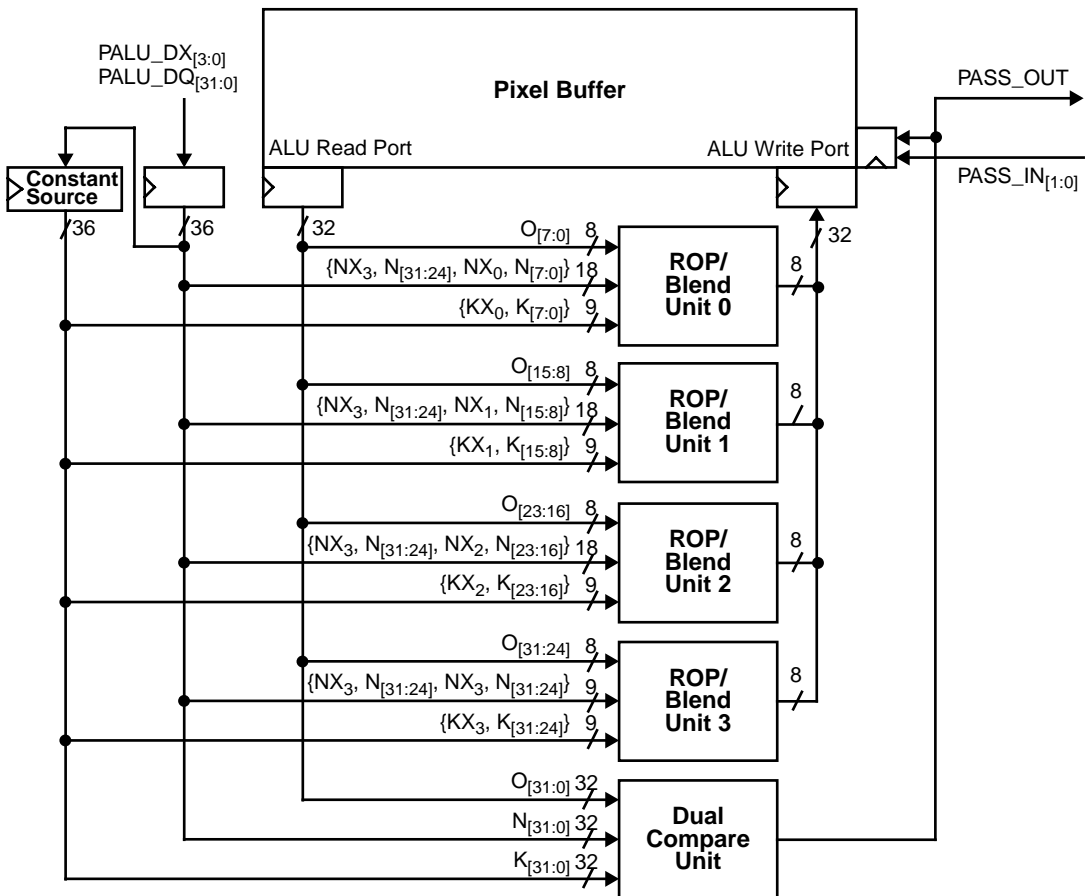 PALU_DX[3:0]
PALU_DQ[31:0]
Pixel Buffer
PASS_OUT
ALU Read Port
ALU Write Port
PASS_IN[1:0]
Constant
Source
36
36
32
32
O[7:0] 8
{NX3, N[31:24], NX0, N[7:0]} 18
{KX0, K[7:0]} 9
ROP/
Blend
Unit 0
8
O[15:8] 8
{NX3, N[31:24], NX1, N[15:8]} 18
{KX1, K[15:8]} 9
ROP/
Blend
Unit 1
8
O[23:16] 8
{NX3, N[31:24], NX2, N[23:16]} 18
{KX2, K[23:16]} 9
ROP/
Blend
Unit 2
8
O[31:24] 8
{NX3, N[31:24], NX3, N[31:24]} 9
{KX3, K[31:24]} 9
ROP/
Blend
Unit 3
8
O[31:0] 32
N[31:0] 32
K[31:0] 32
Dual
Compare
Unit